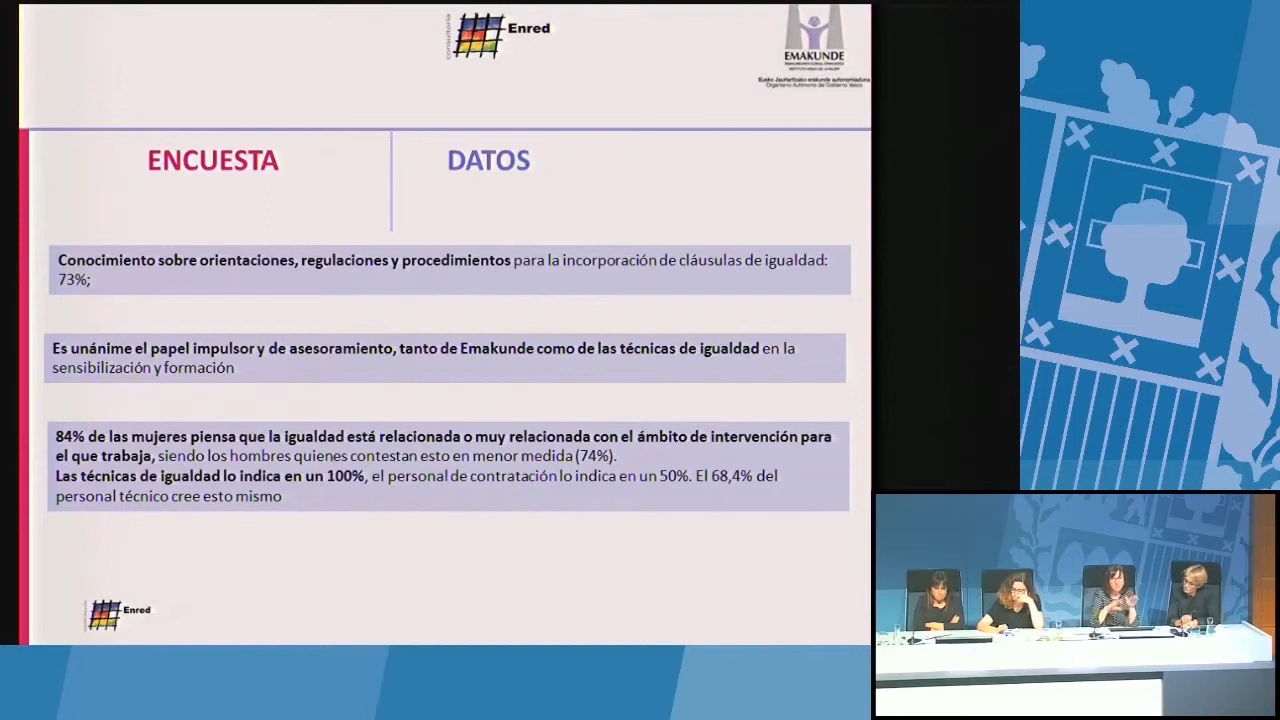 consultoría
Enred
EMAKUNDE
EMAKUMEAREN EUSKAL ERAKUNDEA
INSTITUTO VASCO DE LA MUJER
Eusko Jaurlaritzako erakunde autonomiaduna
Organismo Autónomo del Gobierno Vasco
ENCUESTA
DATOS
Conocimiento sobre orientaciones, regulaciones y procedimientos para la incorporación de cláusulas de igualdad:
73%;
Es unánime el papel impulsor y de asesoramiento, tanto de Emakunde como de las técnicas de igualdad en la
sensibilización y formación
84% de las mujeres piensa que la igualdad está relacionada o muy relacionada con el ámbito de intervención para
el que trabaja, siendo los hombres quienes contestan esto en menor medida (74%).
Las técnicas de igualdad lo indica en un 100%, el personal de contratación lo indica en un 50%. El 68,4% del
personal técnico cree esto mismo
Enred